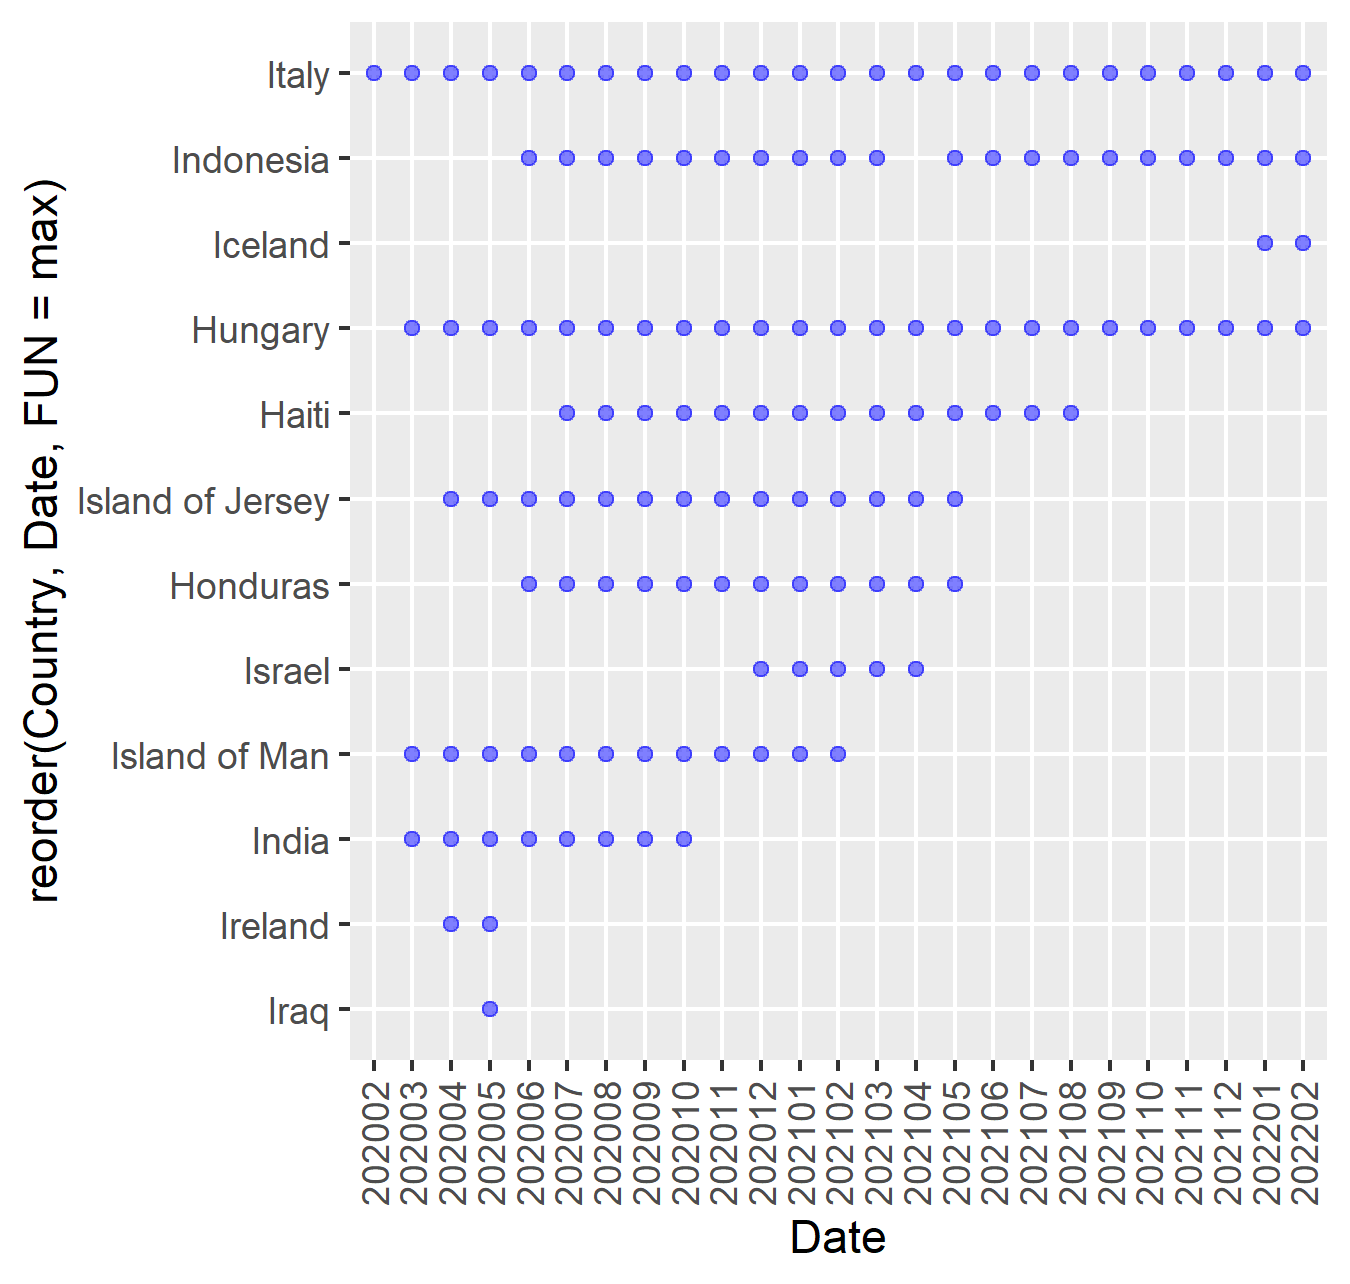 reorder(Country, Date, FUN = max)
Italy
Indonesia
Iceland
Hungary
Haiti
Island of Jersey
Honduras
Israel
Island of Man
India
Ireland
Iraq
202002
202003
202004
202005
202006
202007
202008
202009
202010
202011
202012
202101
202102
202103
202104
202105
202106
202107
202108
202109
202110
202111
202112
202201
202202
Date